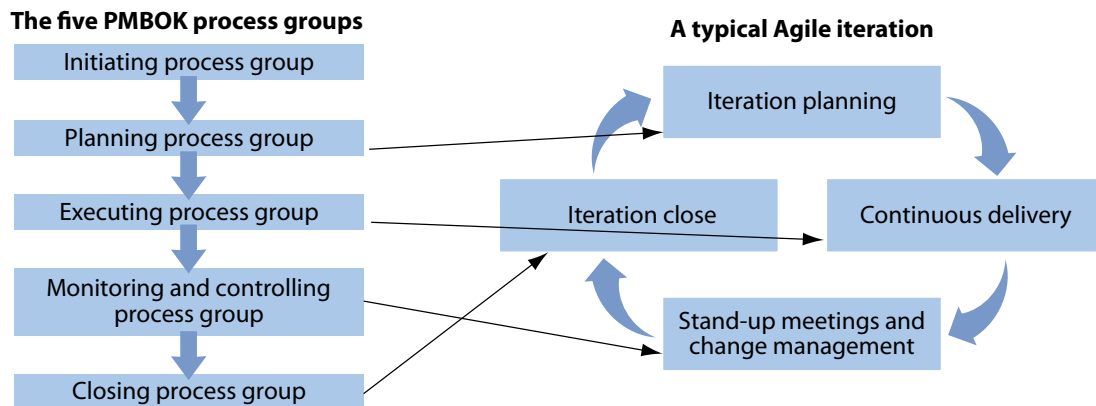 The five PMBOK process groups
Initiating process group
Planning process group
Executing process group
Monitoring and controlling
process group
Closing process group
A typical Agile iteration
Iteration planning
Iteration close
Continuous delivery
Stand-up meetings and
change management